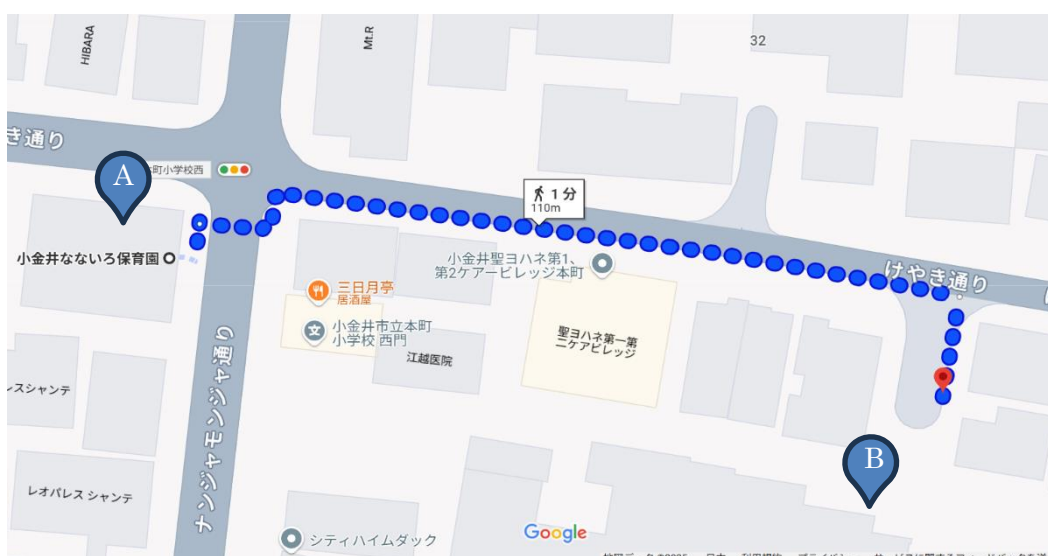 HIBARA
Mt.R
32
き通り
町小学校西
A
小金井なないろ保育園
1 分
110m
小金井聖ヨハネ第1、
第2ケアービレッジ本町
けやき通り
三日月亭
居酒屋
小金井市立本町
小学校 西門
江越医院
聖ヨハネ第一第
二ケアビレッジ
ナンジャモンジャ通り
レスシャンテ
レオパレス シャンテ
B
シティハイムダック
Google